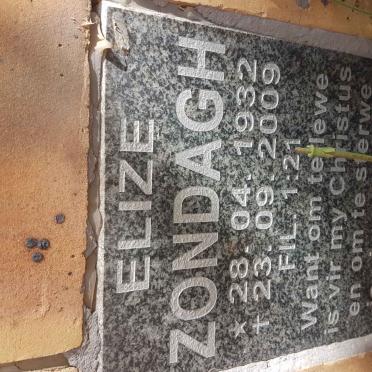 ELIZE
ZONDAGH
* 28. 04. 1932
+ 23. 09. 2009
FIL. 1:21
Want om te lewe
is vir my Christus
en om te sterwe